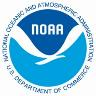 NATIONAL OCEANIC AND ATMOSPHERIC ADMINISTRATION
NOAA
U.S. DEPARTMENT OF COMMERCE